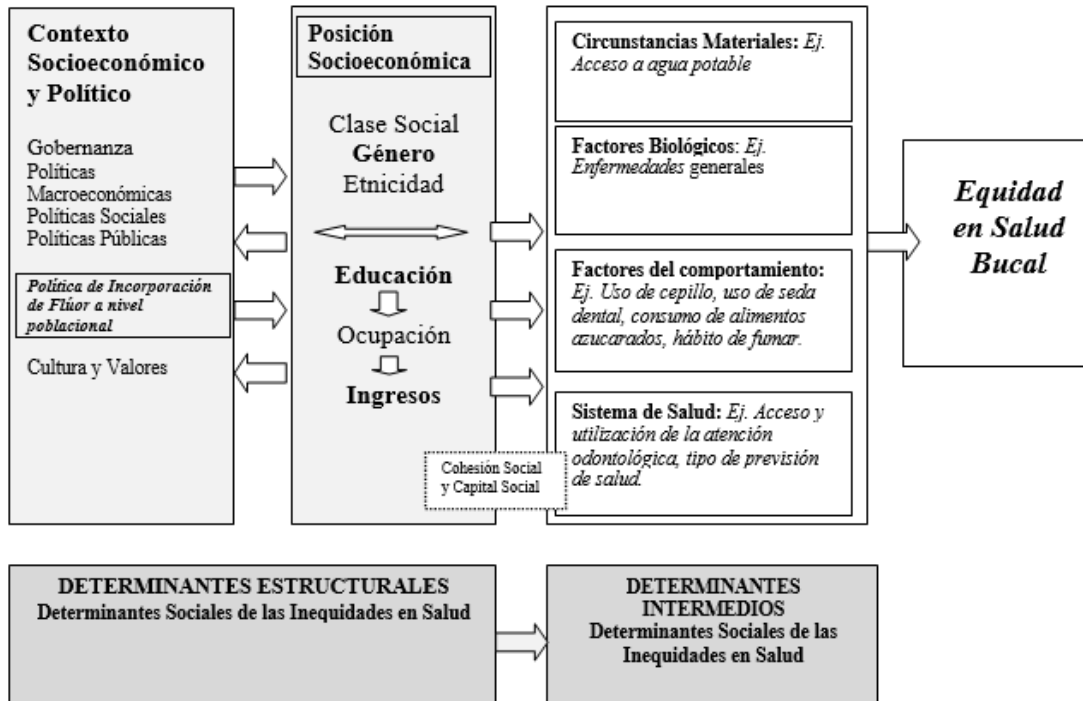 Contexto
Socioeconómico
y Político
Gobernanza
Políticas
Macroeconómicas
Políticas Sociales
Políticas Públicas
Política de Incorporación
de Flúor a nivel
poblacional
Cultura y Valores
Posición
Socioeconómica
Clase Social
Género
Etnicidad
Educación
Ocupación
Ingresos
Cohesión Social
y Capital Social
Circunstancias Materiales: Ej.
Acceso a agua potable
Factores Biológicos: Ej.
Enfermedades generales
Factores del comportamiento:
Ej. Uso de cepillo, uso de seda
dental, consumo de alimentos
azucarados, hábito de fumar.
Sistema de Salud: Ej. Acceso y
utilización de la atención
odontológica, tipo de previsión
de salud.
Equidad
en Salud
Bucal
DETERMINANTES ESTRUCTURALES
Determinantes Sociales de las Inequidades en Salud
DETERMINANTES
INTERMEDIOS
Determinantes Sociales de las
Inequidades en Salud